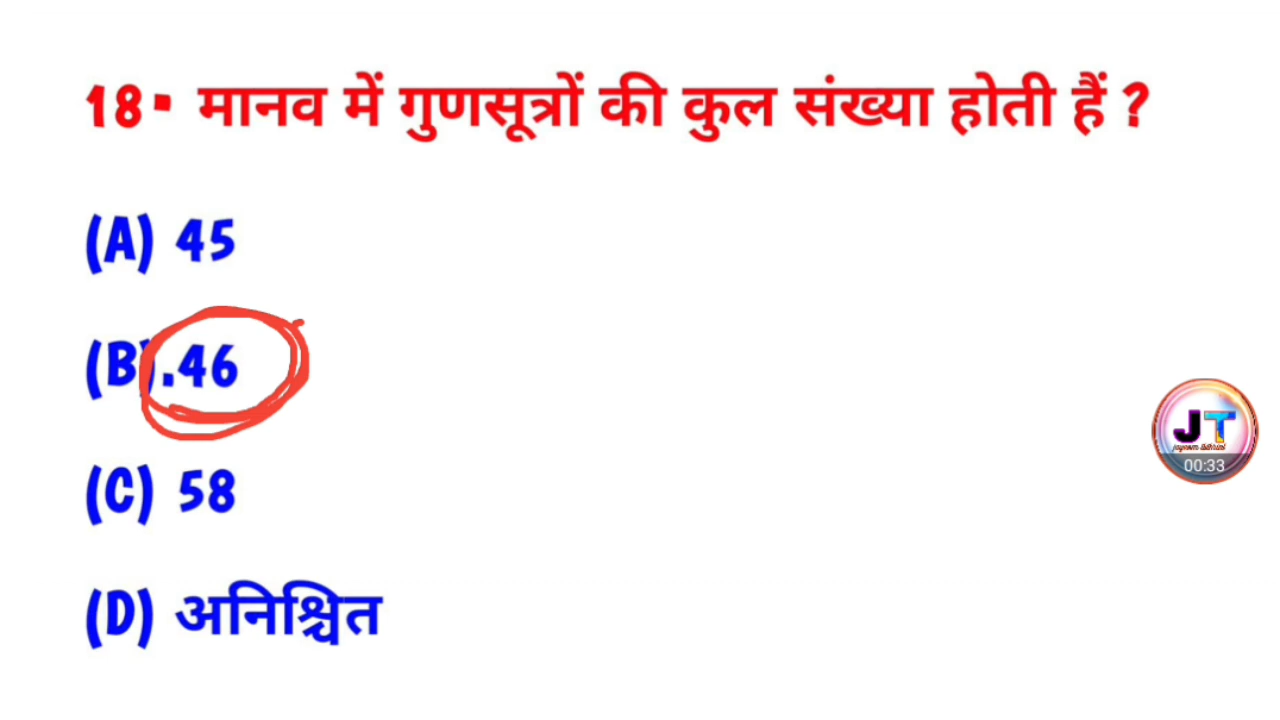 18. मानव में गुणसूत्रों की कुल संख्या होती हैं ?
(A) 45
(B).46
(C) 58
(D) अनिश्चित
JT
00:33